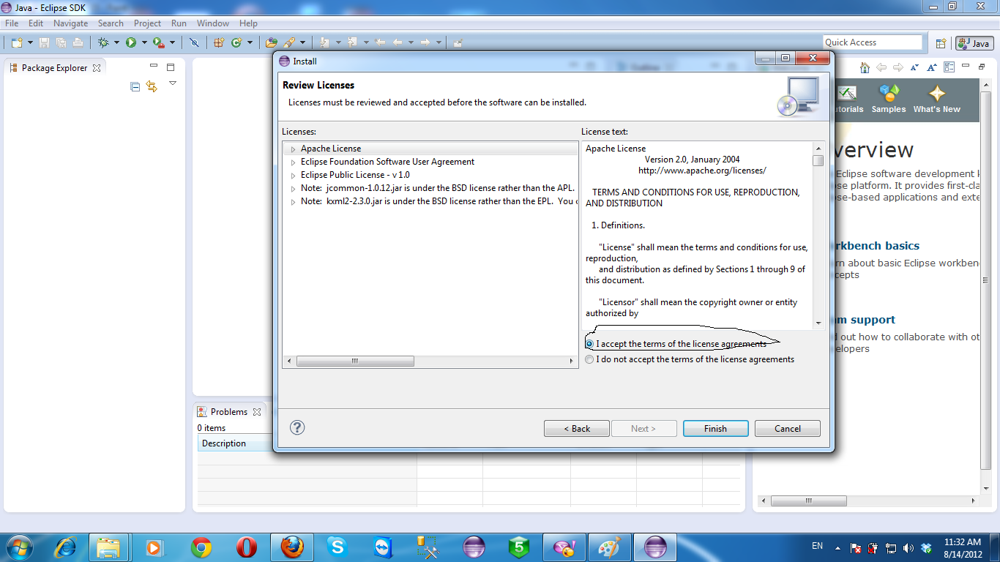 Java - Eclipse SDK
File Edit Navigate Search Project Run Window Help
Quick Access
Java
Package Explorer
Install
Review Licenses
Licenses must be reviewed and accepted before the software can be installed.
Licenses:
Apache License
Eclipse Foundation Software User Agreement
Eclipse Public License - v 1.0
Note: jcommon-1.0.12.jar is under the BSD license rather than the APL.
Note: kxml2-2.3.0.jar is under the BSD license rather than the EPL. You c
License text:
Apache License
Version 2.0, January 2004
http://www.apache.org/licenses/
TERMS AND CONDITIONS FOR USE, REPRODUCTION,
AND DISTRIBUTION
1. Definitions.
"License" shall mean the terms and conditions for use,
reproduction,
and distribution as defined by Sections 1 through 9 of
this document.
"Licensor" shall mean the copyright owner or entity
authorized by
I accept the terms of the license agreements
I do not accept the terms of the license agreements
< Back Next > Finish Cancel
utorials Samples What's New
verview
Eclipse software development k
se platform. It provides first-cla
se-based applications and exte
rkbench basics
rn about basic Eclipse workben
cepts
am support
d out how to collaborate with ot
elopers
Problems
0 items
Description
EN
11:32 AM
8/14/2012